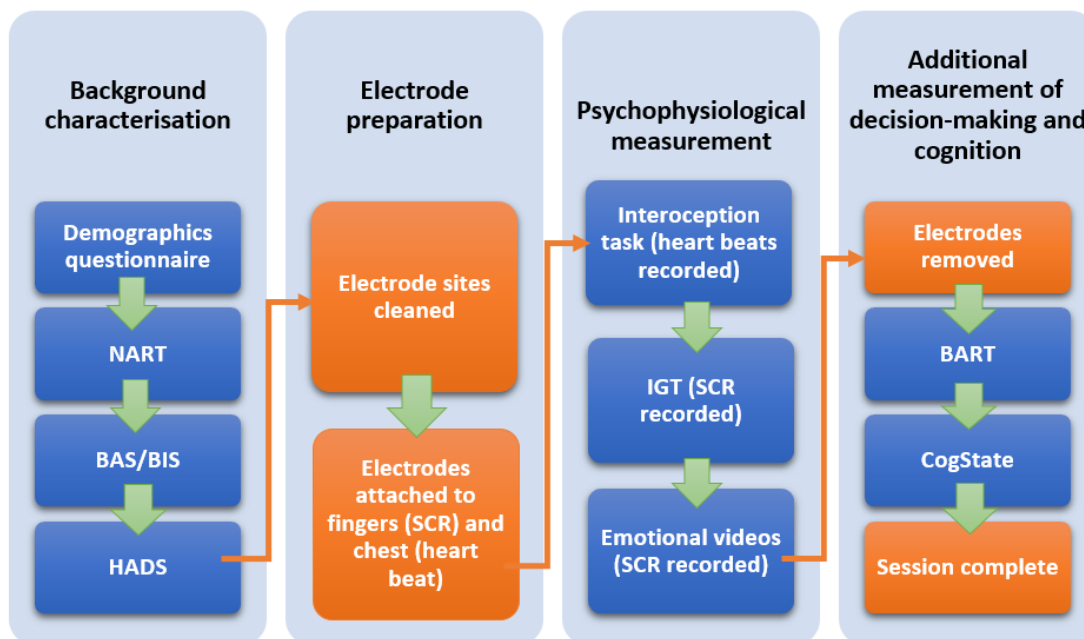 Background
characterisation
Demographics
questionnaire
NART
BAS/BIS
HADS
Electrode
preparation
Electrode sites
cleaned
Electrodes
attached to
fingers (SCR) and
chest (heart
beat)
Psychophysiological
measurement
Interoception
task (heart beats
recorded)
IGT (SCR
recorded)
Emotional videos
(SCR recorded)
Additional
measurement of
decision-making and
cognition
Electrodes
removed
BART
CogState
Session complete